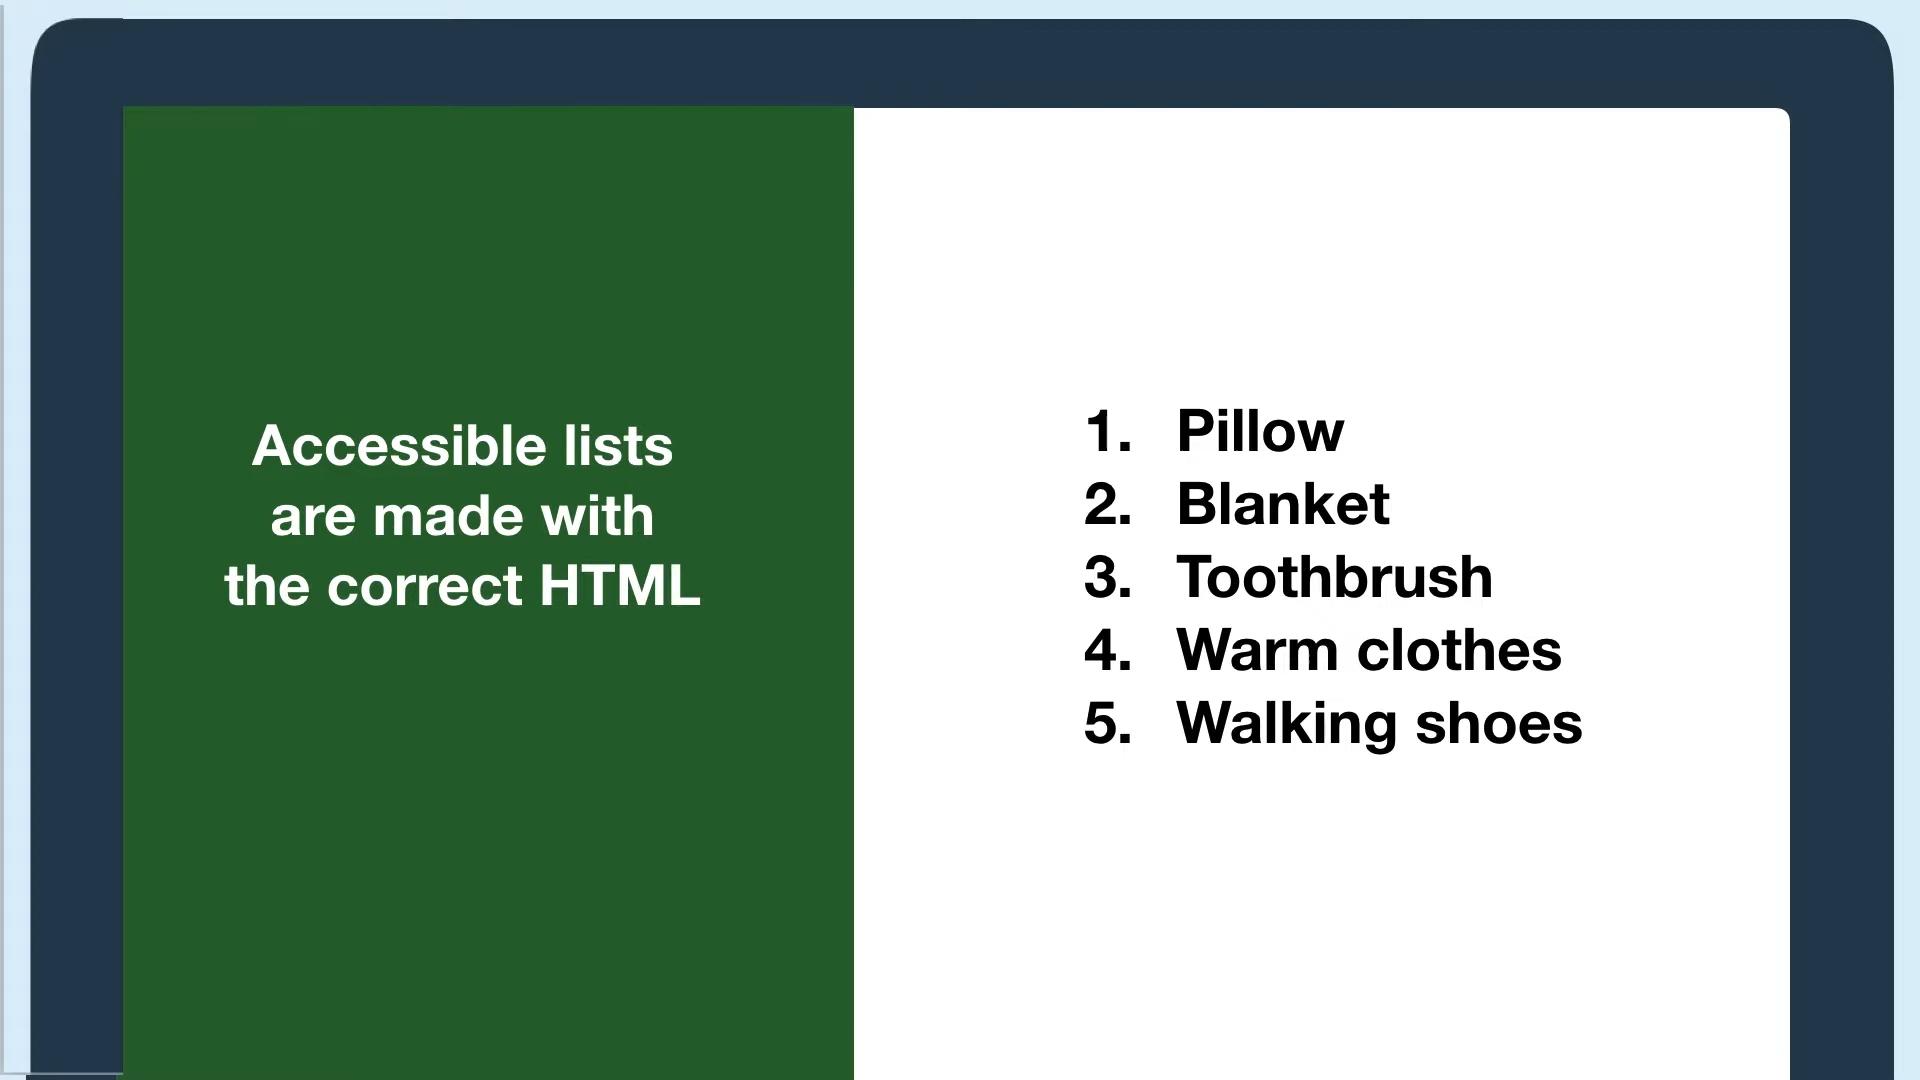 Accessible lists
are made with
the correct HTML
1. Pillow
2. Blanket
3. Toothbrush
4. Warm clothes
5. Walking shoes